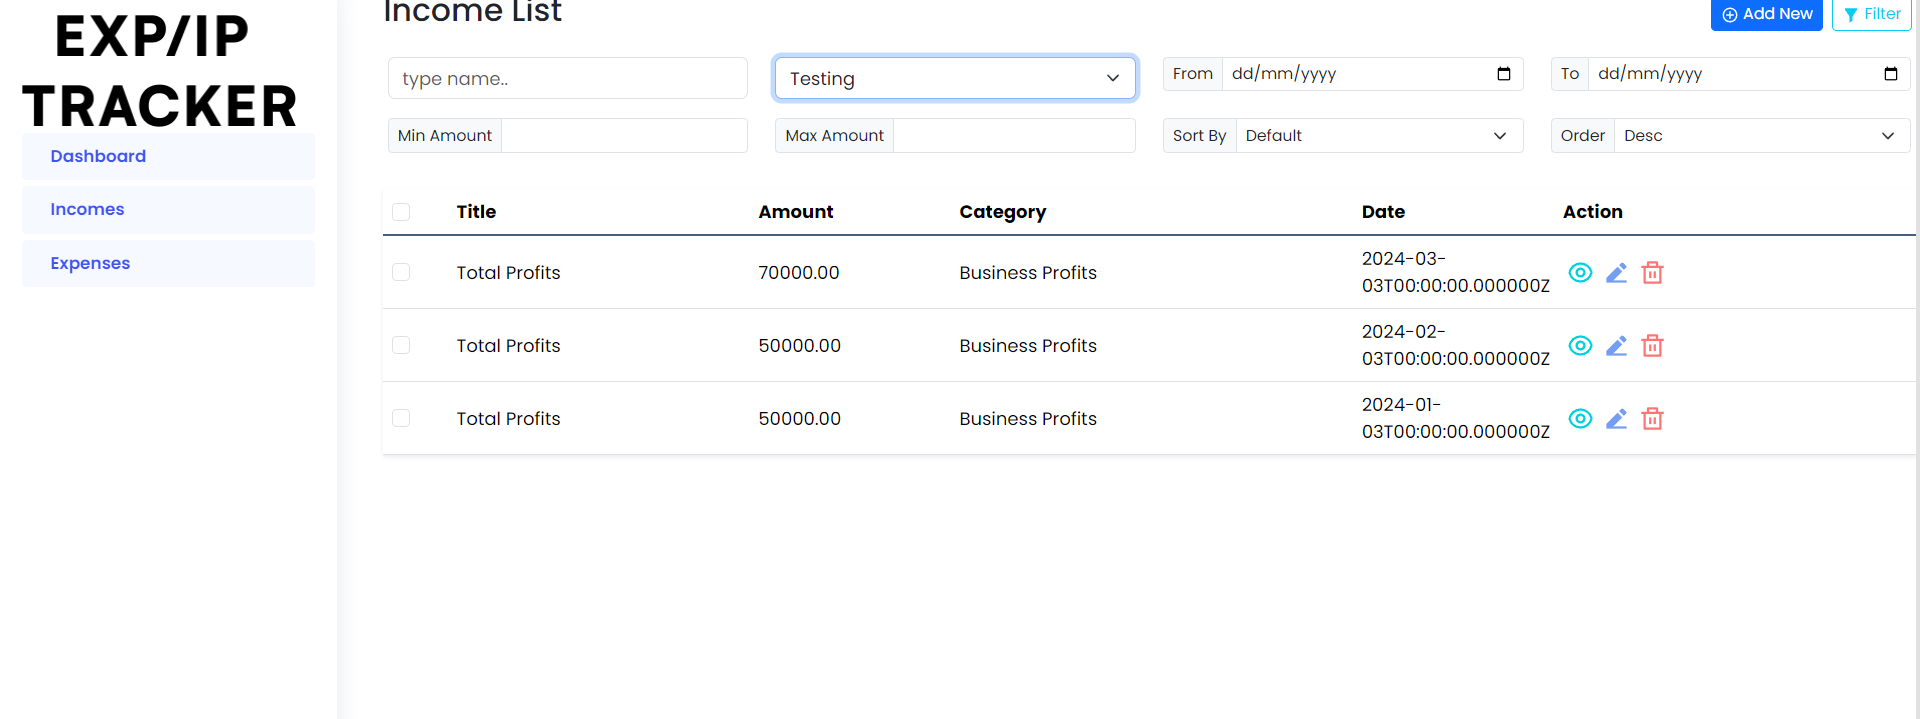 EXP/IP
TRACKER
Dashboard
Incomes
Expenses
Income List
Add New Filter
type name.. Testing From dd/mm/yyyy To dd/mm/yyyy
Min Amount Max Amount Sort By Default Order Desc
Title Amount Category Date Action
Total Profits 70000.00 Business Profits 2024-03-
03T00:00:00.000000Z
Total Profits 50000.00 Business Profits 2024-02-
03T00:00:00.000000Z
Total Profits 50000.00 Business Profits 2024-01-
03T00:00:00.000000Z